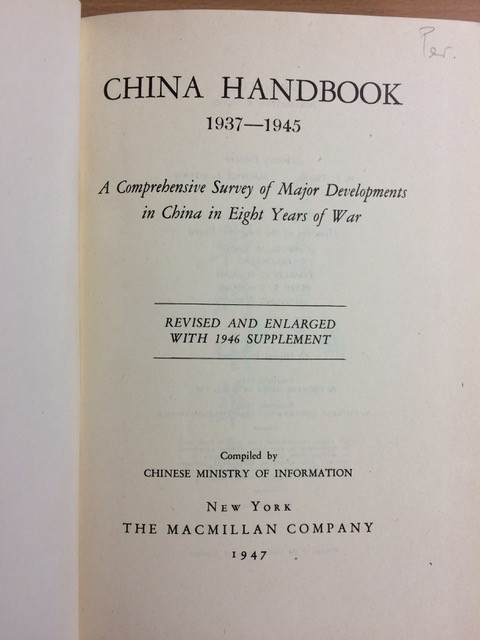 Per.
CHINA HANDBOOK
1937—1945
A Comprehensive Survey of Major Developments
in China in Eight Years of War
REVISED AND ENLARGED
WITH 1946 SUPPLEMENT
Compiled by
CHINESE MINISTRY OF INFORMATION
NEW YORK
THE MACMILLAN COMPANY
1947